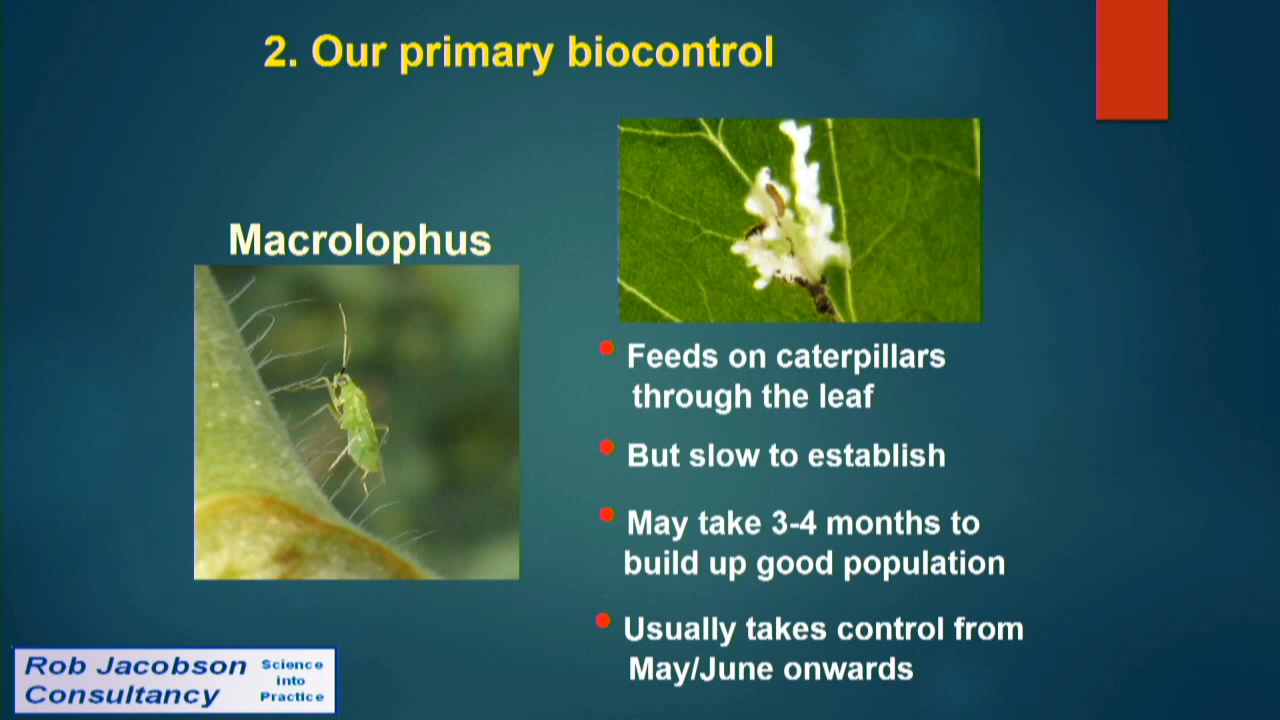 2. Our primary biocontrol
Macrolophus
Feeds on caterpillars
through the leaf
But slow to establish
May take 3-4 months to
build up good population
Usually takes control from
May/June onwards
Rob Jacobson
Consultancy
Science
into
Practice